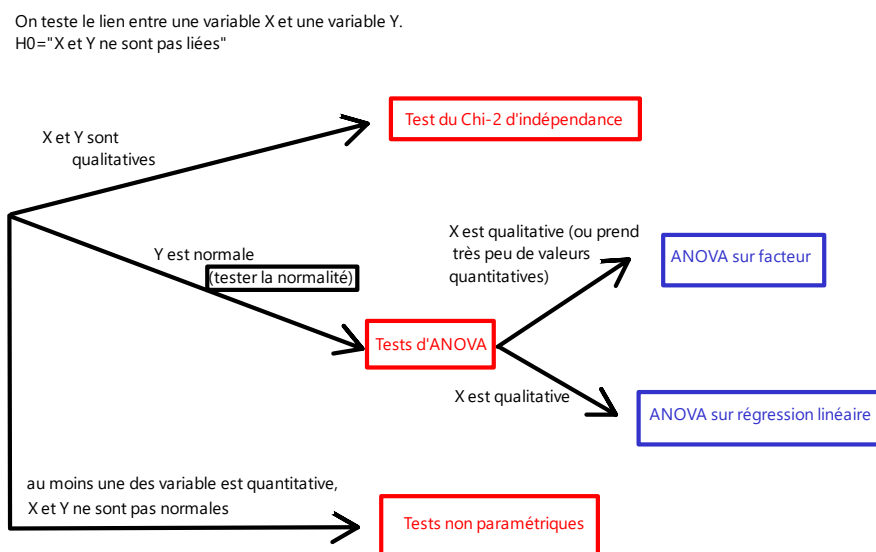 On teste le lien entre une variable X et une variable Y.
H0="X et Y ne sont pas liées"
Test du Chi-2 d'indépendance
X et Y sont
qualitatives
Y est normale
(tester la normalité)
X est qualitative (ou prend
très peu de valeurs
quantitatives)
ANOVA sur facteur
Tests d'ANOVA
X est qualitative
ANOVA sur régression linéaire
au moins une des variable est quantitative,
X et Y ne sont pas normales
Tests non paramétriques